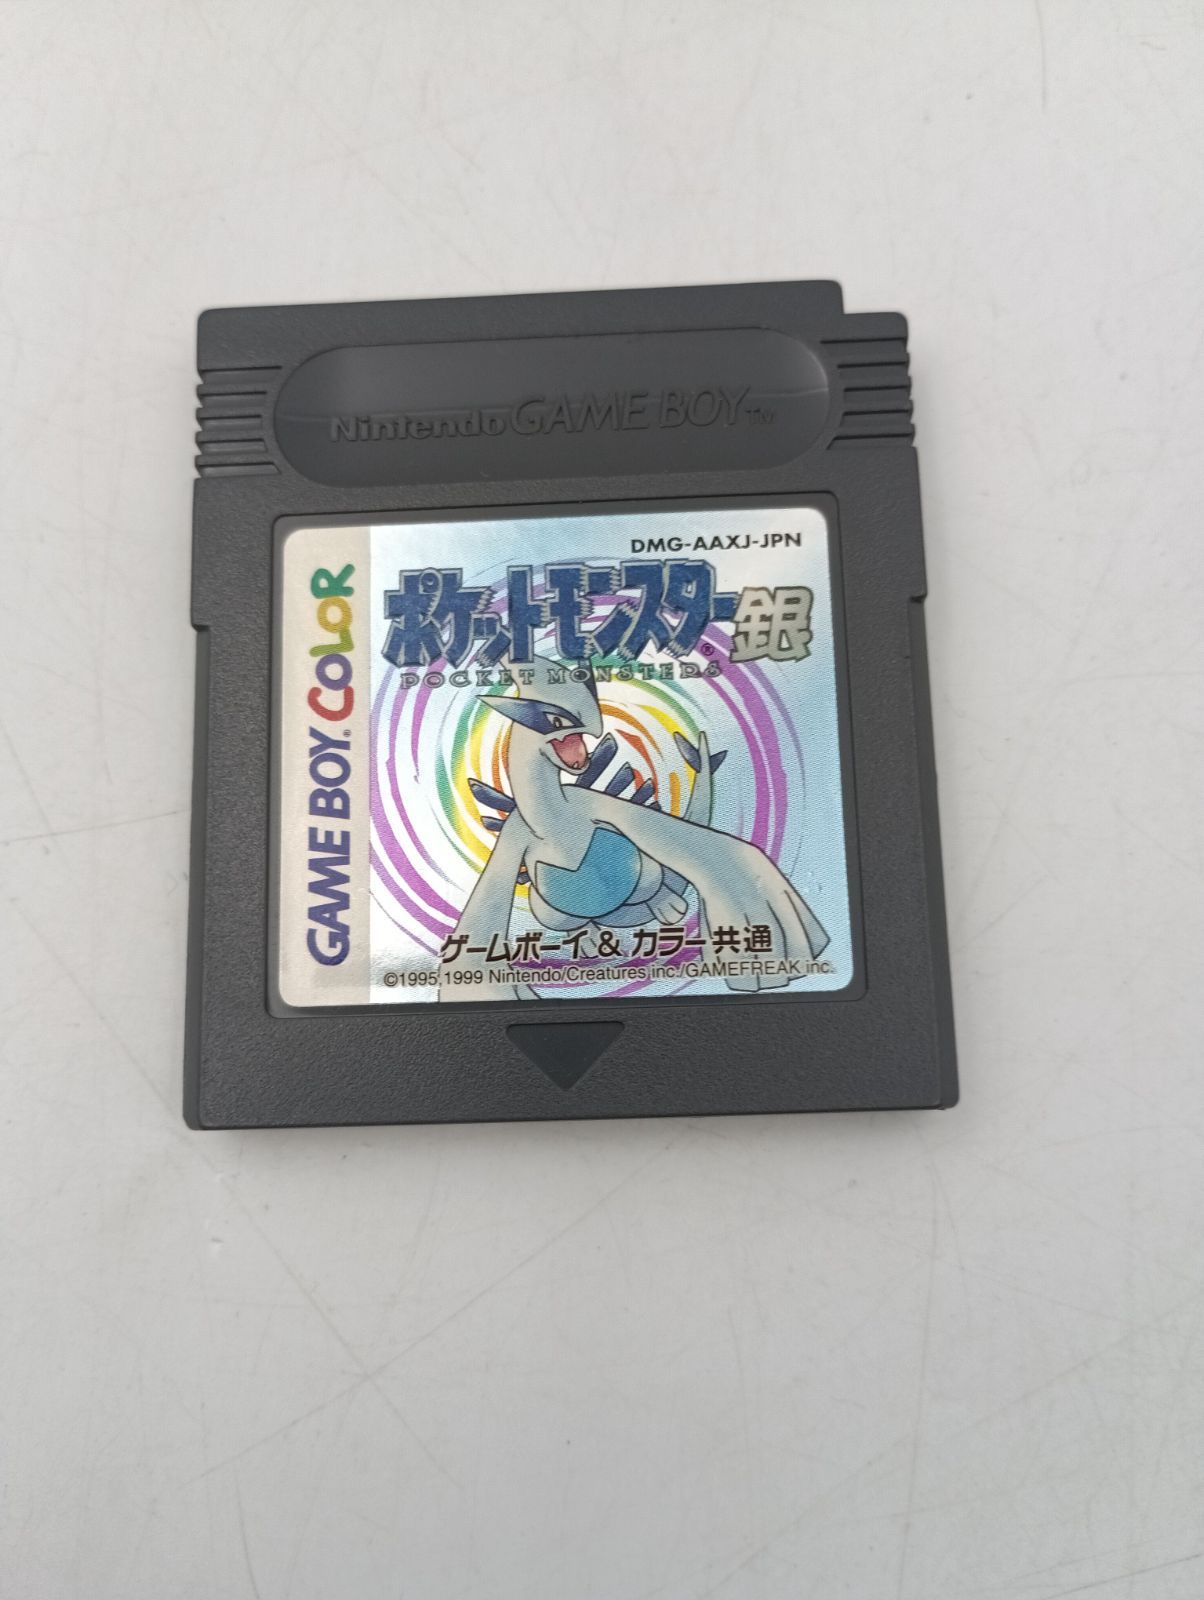 Nintendo GAME BOY™
DMG-AAXJ-JPN
ポケットモンスター銀
®
POCKET MONSTERS
GAME BOY® COLOR
ゲームボーイ & カラー共通
©1995,1999 Nintendo/Creatures inc./GAMEFREAK inc.